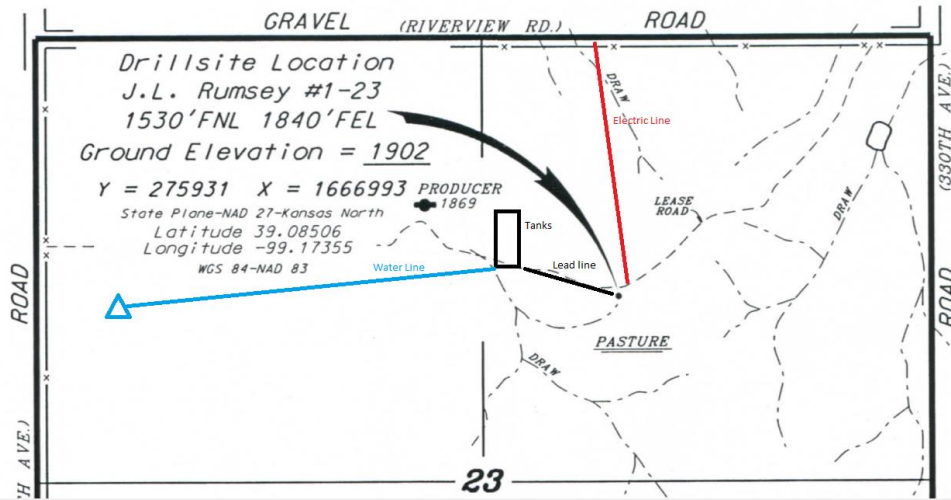 GRAVEL (RIVERVIEW RD.) ROAD
Drillsite Location
J.L. Rumsey #1-23
1530'FNL 1840'FEL
Ground Elevation = 1902
Y = 275931 X = 1666993
State Plane-NAD 27-Kansas North
Latitude 39.08506
Longitude -99.17355
WGS 84-NAD 83
PRODUCER
1869
DRAW
Electric Line
LEASE
ROAD
DRAW
Tanks
Water Line
Lead line
PASTURE
DRAW
23
ROAD
TH AVE.)
(330TH AVE.)
ROAD